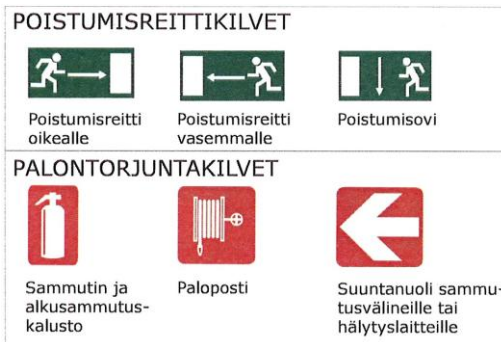 POISTUMISREITTIKILVET
Poistumisreitti
oikealle
Poistumisreitti
vasemmalle
Poistumisovi
PALONTORJUNTAKILVET
Sammutin ja
alkusammutus-
kalusto
Paloposti
Suuntanuoli sammu-
tusvälineille tai
hälytyslaitteille